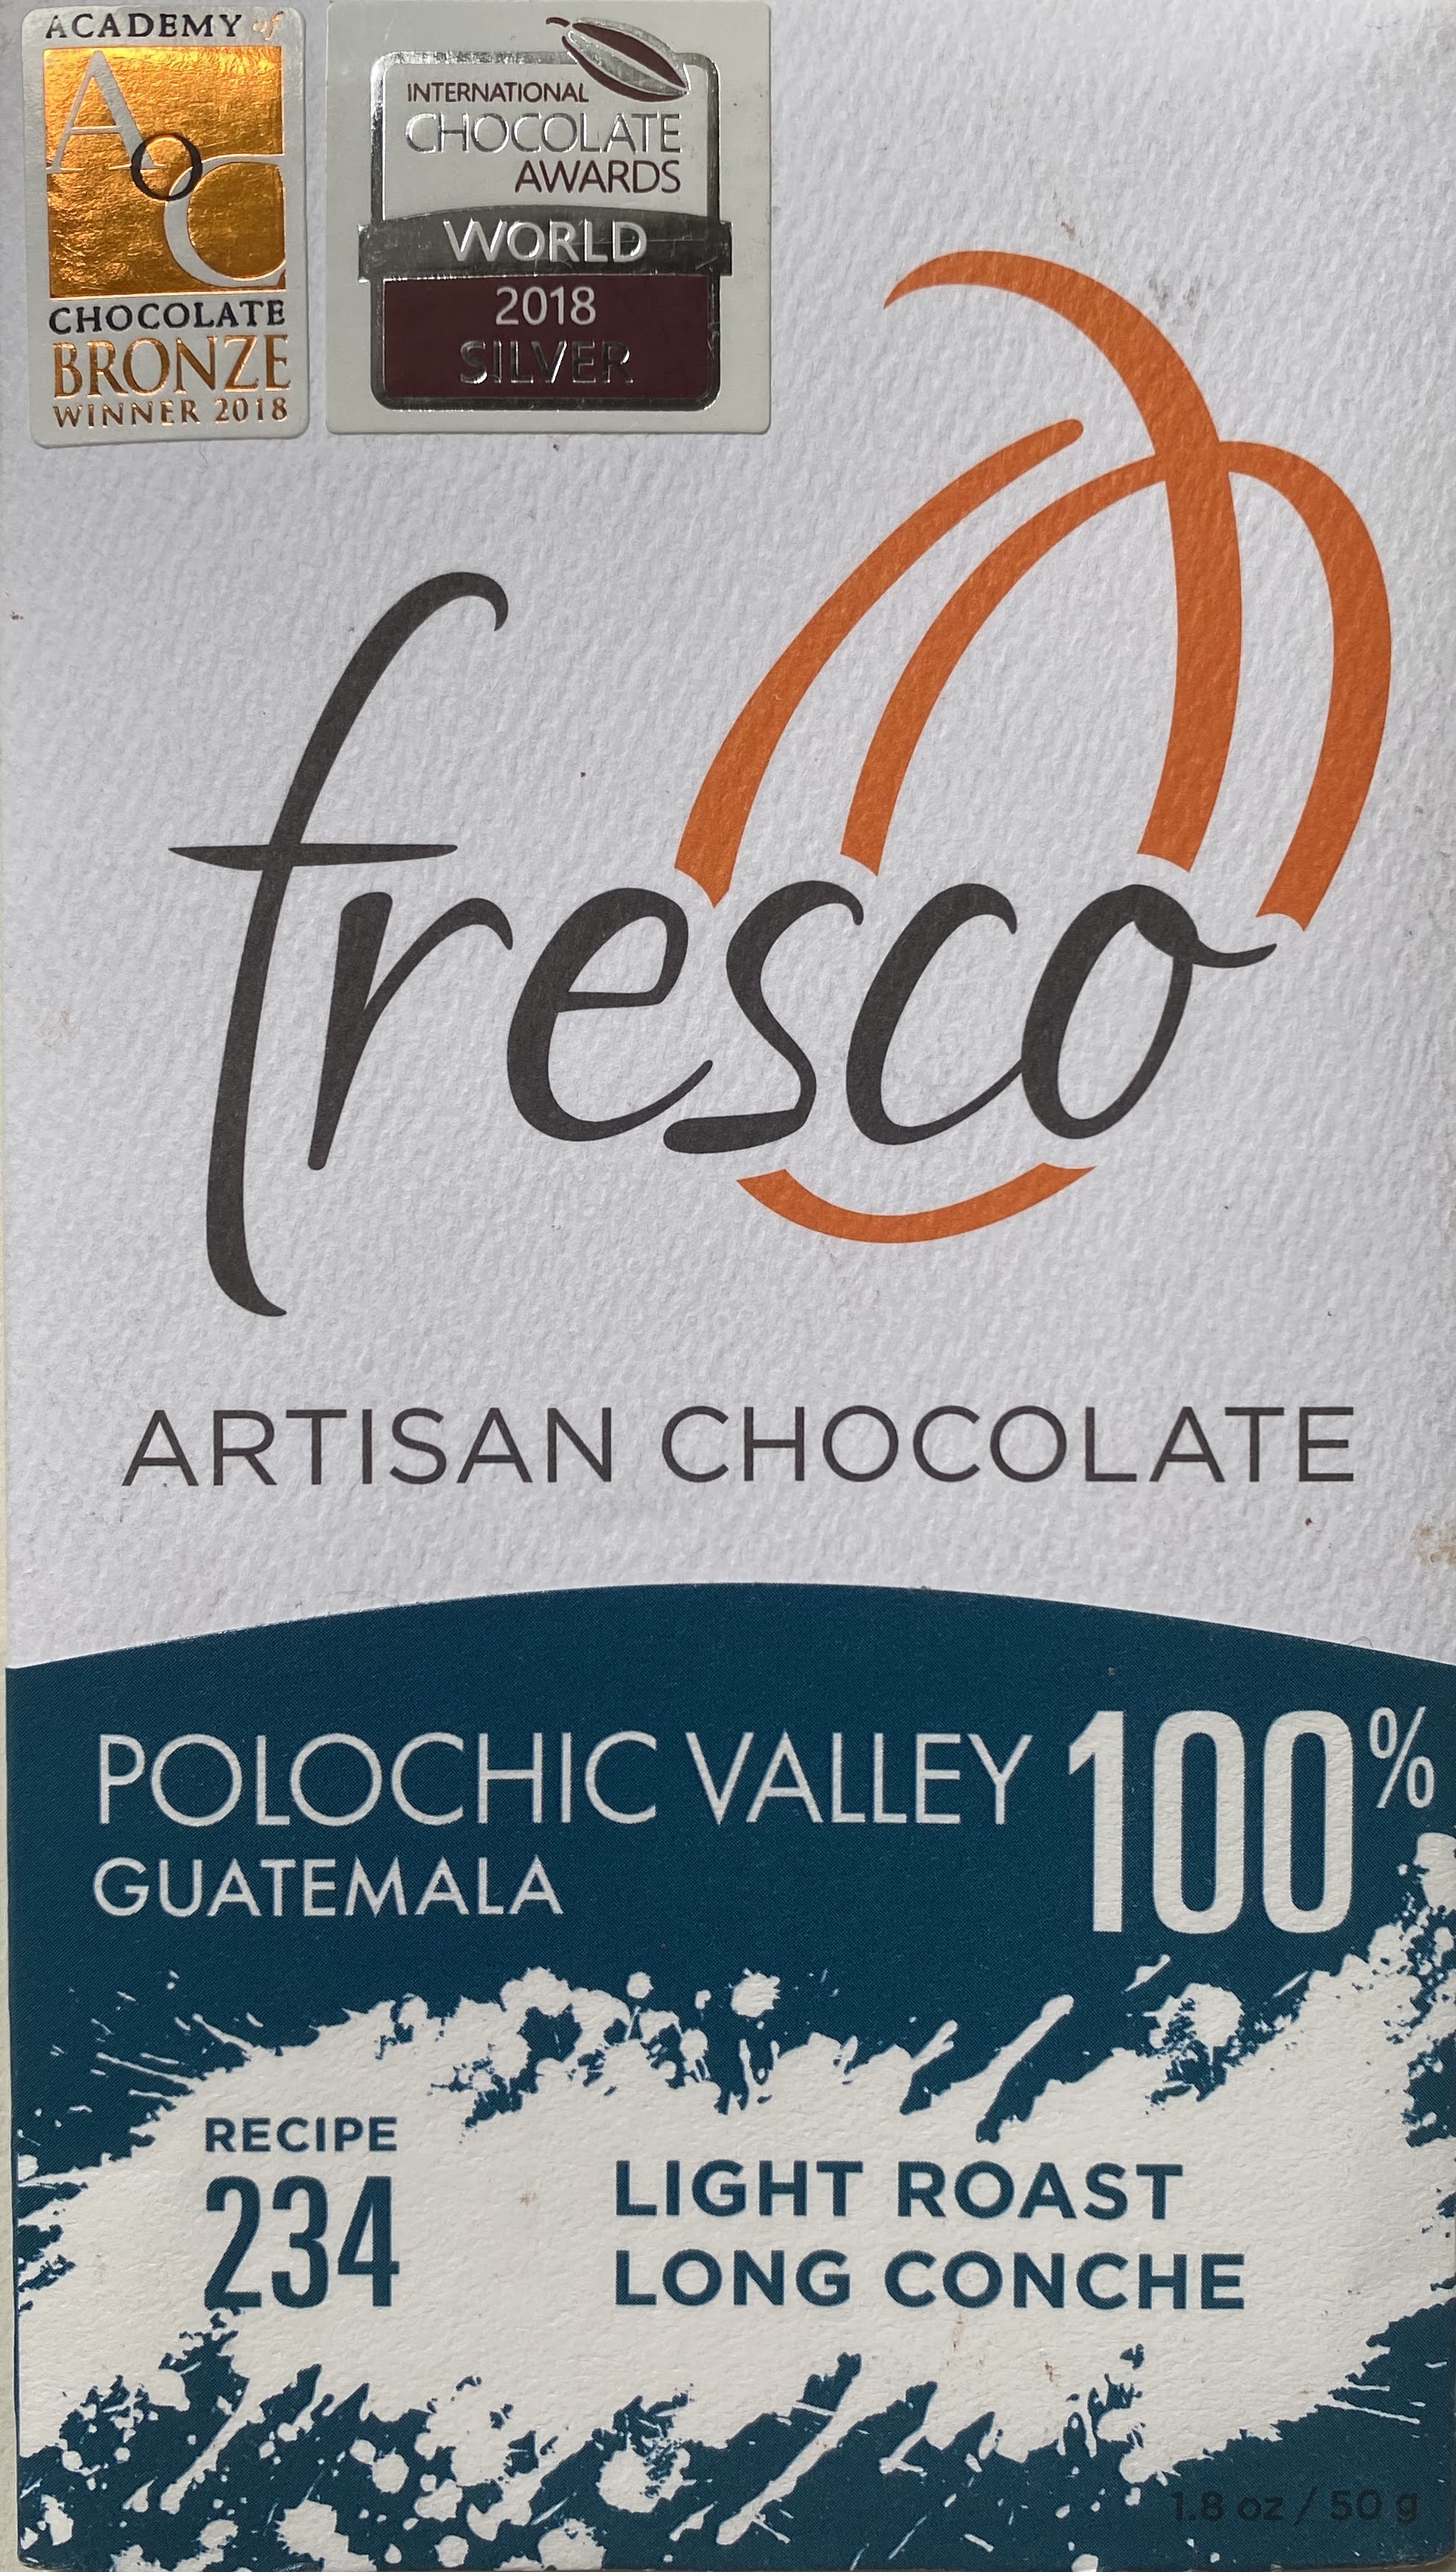 ACADEMY of
AOC
CHOCOLATE
BRONZE
WINNER 2018
INTERNATIONAL
CHOCOLATE
AWARDS
WORLD
2018
SILVER
fresco
ARTISAN CHOCOLATE
POLOCHIC VALLEY 100%
GUATEMALA
RECIPE
234
LIGHT ROAST
LONG CONCHE
1.8 oz / 50 g